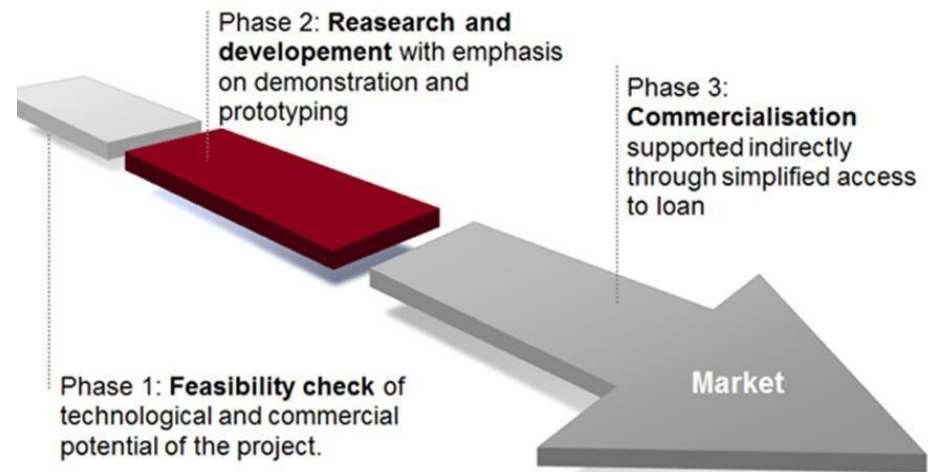 Phase 2: Reasearch and
developement with emphasis
on demonstration and
prototyping
Phase 3:
Commercialisation
supported indirectly
through simplified access
to loan
Market
Phase 1: Feasibility check of
technological and commercial
potential of the project.